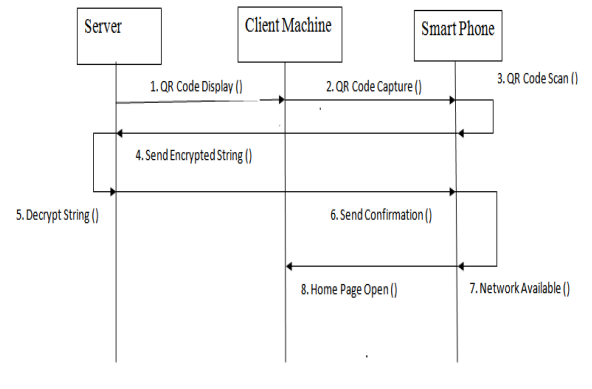 Server
Client Machine
Smart Phone
1. QR Code Display ()
2. QR Code Capture ()
3. QR Code Scan ()
4. Send Encrypted String ()
5. Decrypt String ()
6. Send Confirmation ()
7. Network Available ()
8. Home Page Open ()